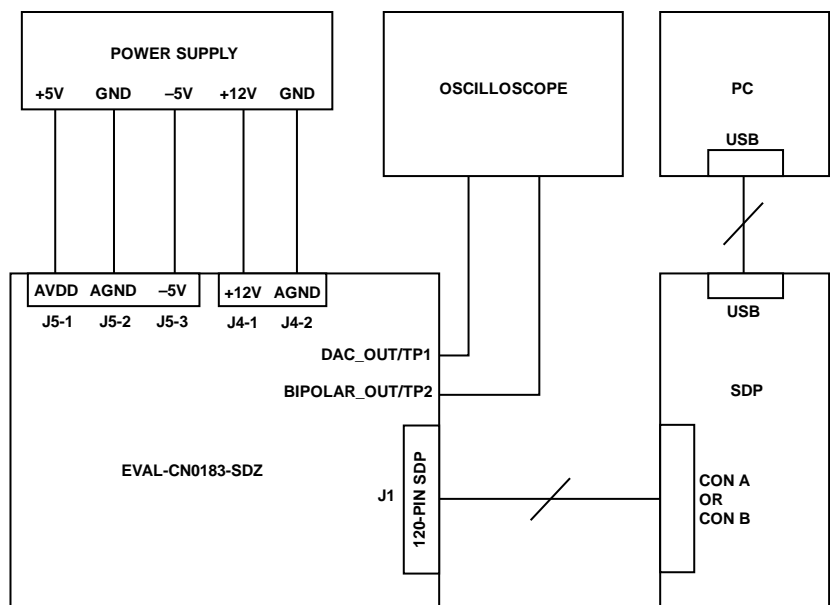 POWER SUPPLY
+5V GND –5V +12V GND
OSCILLOSCOPE
PC
USB
AVDD AGND –5V +12V AGND
J5-1 J5-2 J5-3 J4-1 J4-2
USB
DAC_OUT/TP1
BIPOLAR_OUT/TP2
SDP
EVAL-CN0183-SDZ
J1
120-PIN SDP
CON A
OR
CON B